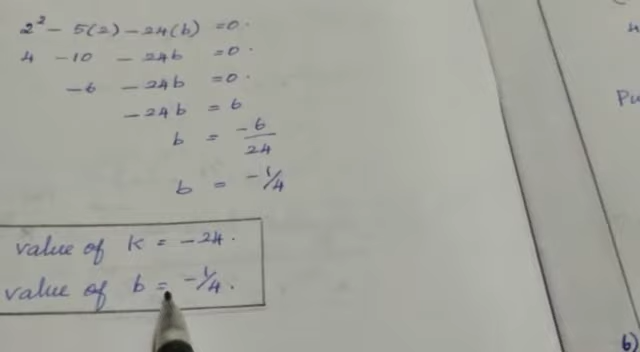 2² - 5(2) - 24(b) = 0.
4 - 10 - 24b = 0.
-6 - 24b = 0.
-24b = 6
b = -6/24
b = -1/4
value of k = -24.
value of b = -1/4.
Pu
b)